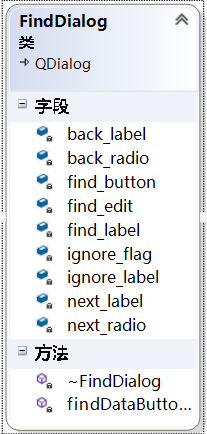 FindDialog
类
QDialog
字段
back_label
back_radio
find_button
find_edit
find_label
ignore_flag
ignore_label
next_label
next_radio
方法
~FindDialog
findDataButto...